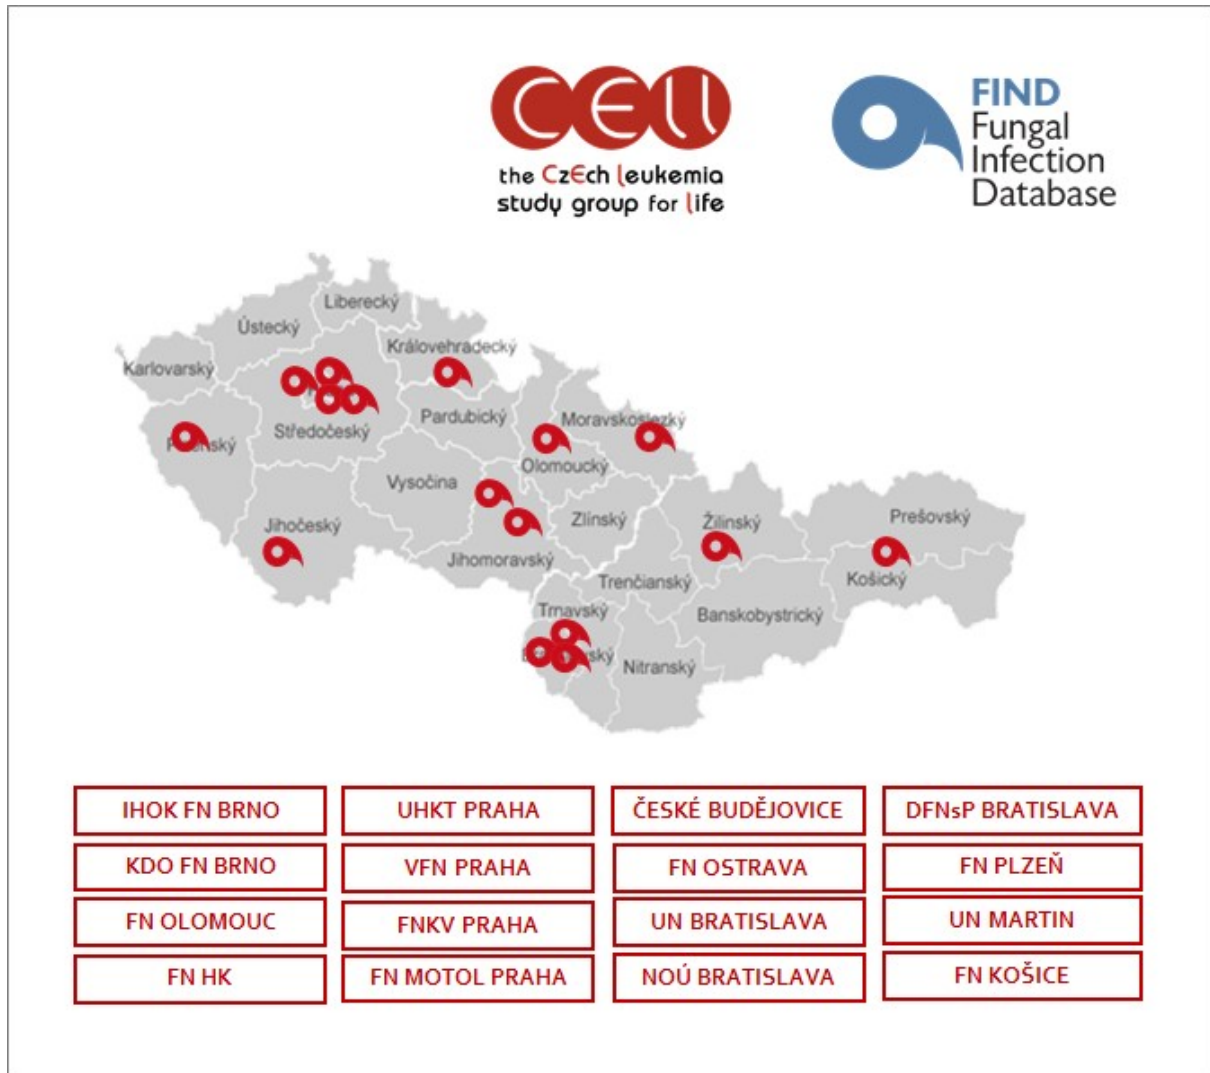 CELL
the CzEch leukemia
study group for life
FIND
Fungal
Infection
Database
Liberecký
Ústecký
Královehradecký
Karlovarský
Pardubický
Moravskoslezký
Středočeský
Olomoucký
Vysočina
Zlínský
Jihočeský
Žilinský
Prešovský
Jihomoravský
Trenčianský
Košický
Trnavský
Banskobystrický
Nitranský
IHOK FN BRNO
UHKT PRAHA
ČESKÉ BUDĚJOVICE
DFNsP BRATISLAVA
KDO FN BRNO
VFN PRAHA
FN OSTRAVA
FN PLZEŇ
FN OLOMOUC
FNKV PRAHA
UN BRATISLAVA
UN MARTIN
FN HK
FN MOTOL PRAHA
NOÚ BRATISLAVA
FN KOŠICE